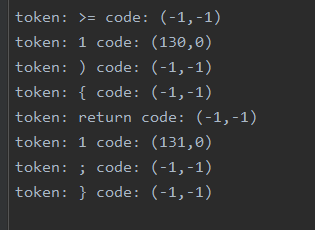 token: >= code: (-1,-1)
token: 1 code: (130,0)
token: ) code: (-1,-1)
token: { code: (-1,-1)
token: return code: (-1,-1)
token: 1 code: (131,0)
token: ; code: (-1,-1)
token: } code: (-1,-1)